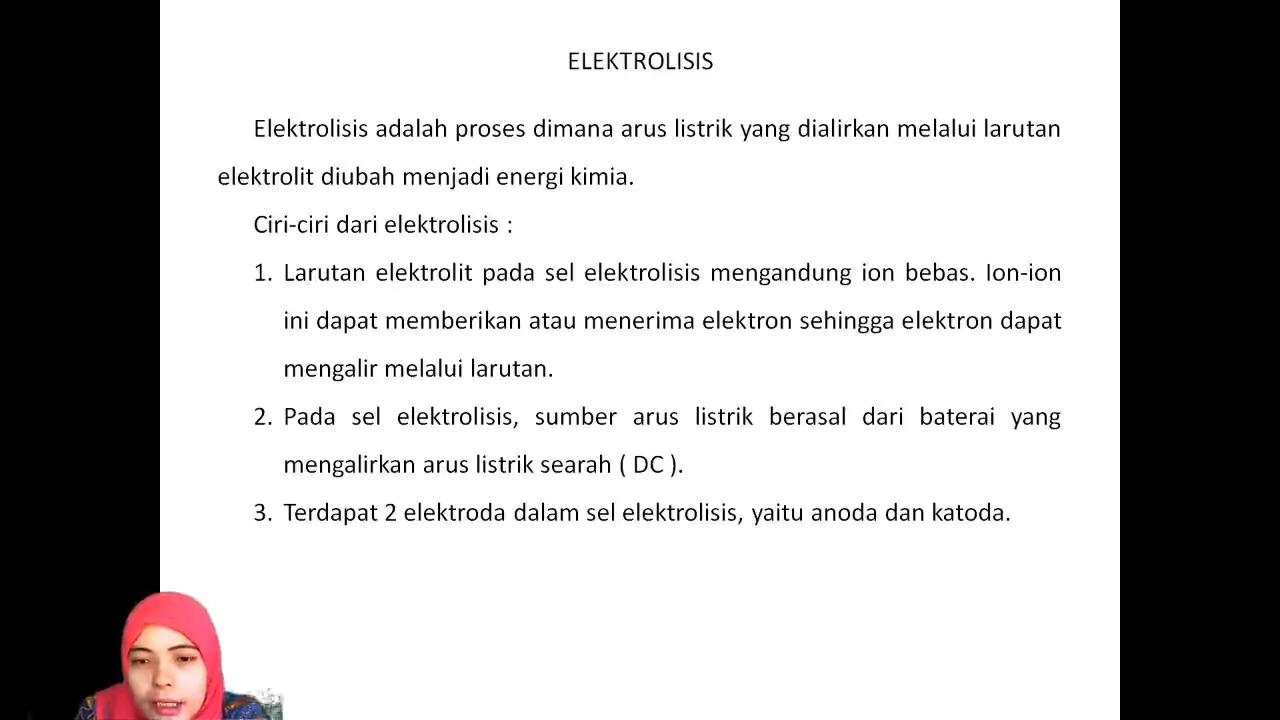 ELEKTROLISIS
Elektrolisis adalah proses dimana arus listrik yang dialirkan melalui larutan
elektrolit diubah menjadi energi kimia.
Ciri-ciri dari elektrolisis :
1. Larutan elektrolit pada sel elektrolisis mengandung ion bebas. Ion-ion
ini dapat memberikan atau menerima elektron sehingga elektron dapat
mengalir melalui larutan.
2. Pada sel elektrolisis, sumber arus listrik berasal dari baterai yang
mengalirkan arus listrik searah ( DC ).
3. Terdapat 2 elektroda dalam sel elektrolisis, yaitu anoda dan katoda.